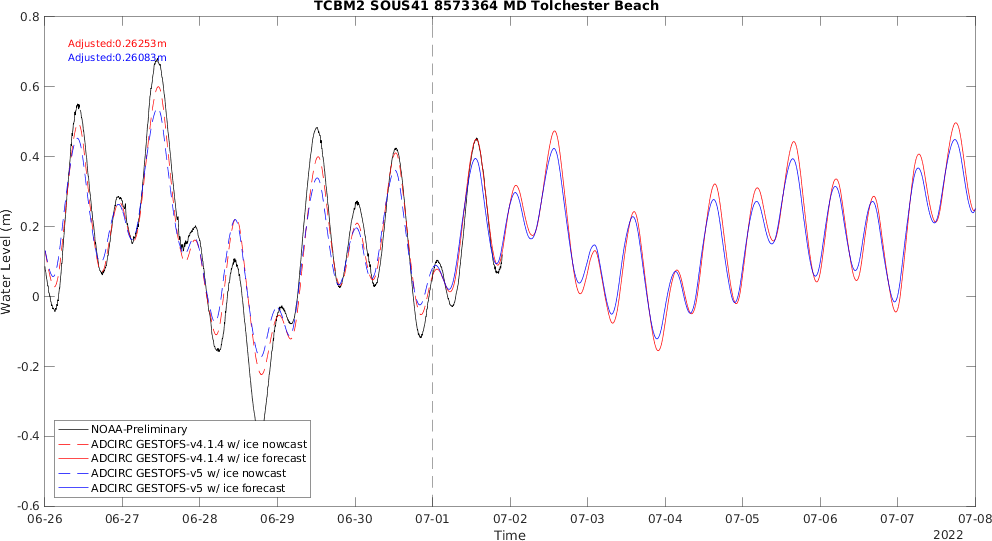 TCBM2 SOUS41 8573364 MD Tolchester Beach
Adjusted:0.26253m
Adjusted:0.26083m
Water Level (m)
0.8
0.6
0.4
0.2
0
-0.2
-0.4
-0.6
NOAA-Preliminary
ADCIRC GESTOFS-v4.1.4 w/ ice nowcast
ADCIRC GESTOFS-v4.1.4 w/ ice forecast
ADCIRC GESTOFS-v5 w/ ice nowcast
ADCIRC GESTOFS-v5 w/ ice forecast
06-26 06-27 06-28 06-29 06-30 07-01 07-02 07-03 07-04 07-05 07-06 07-07 07-08
Time
2022